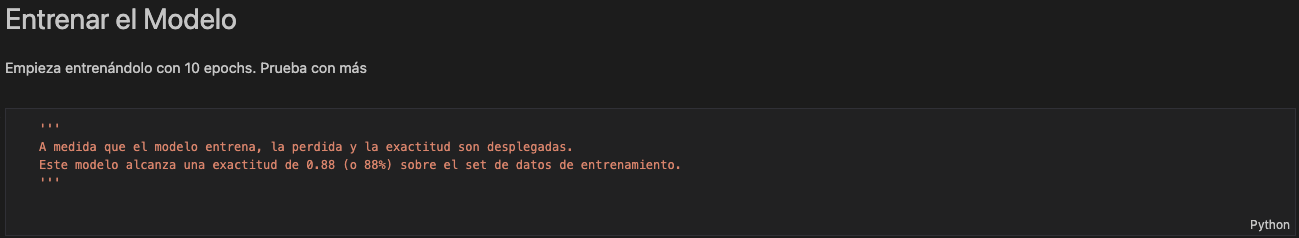 Entrenar el Modelo
Empieza entrenándolo con 10 epochs. Prueba con más
'''
A medida que el modelo entrena, la perdida y la exactitud son desplegadas.
Este modelo alcanza una exactitud de 0.88 (o 88%) sobre el set de datos de entrenamiento.
'''
Python